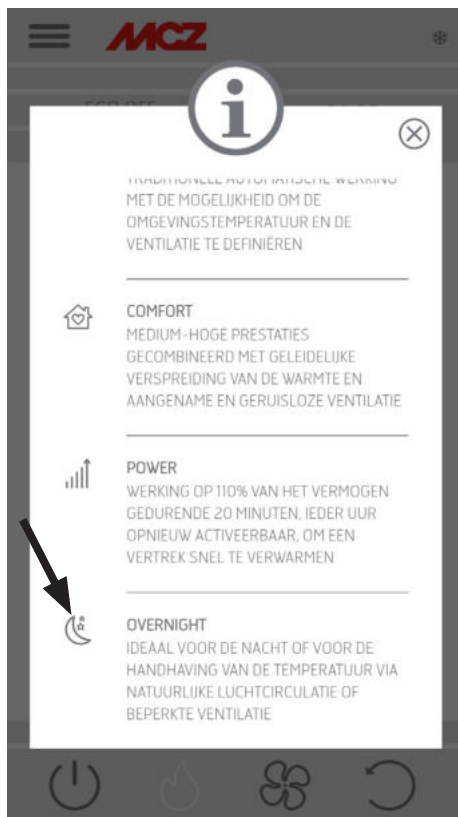 MCZ
MET DE MOGELIJKHEID OM DE
OMGEVINGSTEMPERATUUR EN DE
VENTILATIE TE DEFINIËREN
COMFORT
MEDIUM-HOGE PRESTATIES
GECOMBINEERD MET GELEIDELIJKE
VERSPREIDING VAN DE WARMTE EN
AANGENAME EN GERUISLOZE VENTILATIE
POWER
WERKING OP 110% VAN HET VERMOGEN
GEDURENDE 20 MINUTEN, IEDER UUR
OPNIEUW ACTIVEERBAAR, OM EEN
VERTREK SNEL TE VERWARMEN
OVERNIGHT
IDEAAL VOOR DE NACHT OF VOOR DE
HANDHAVING VAN DE TEMPERATUUR VIA
NATUURLIJKE LUCHTCIRCULATIE OF
BEPERKTE VENTILATIE